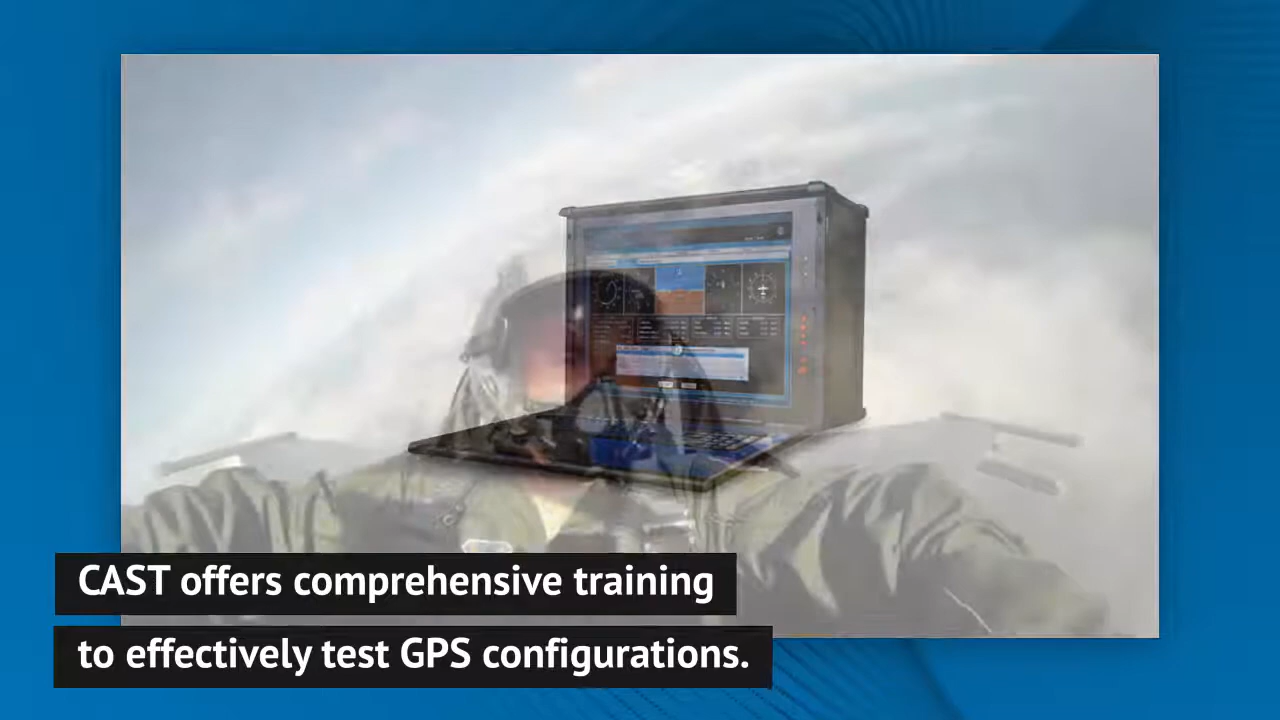 CAST offers comprehensive training
to effectively test GPS configurations.